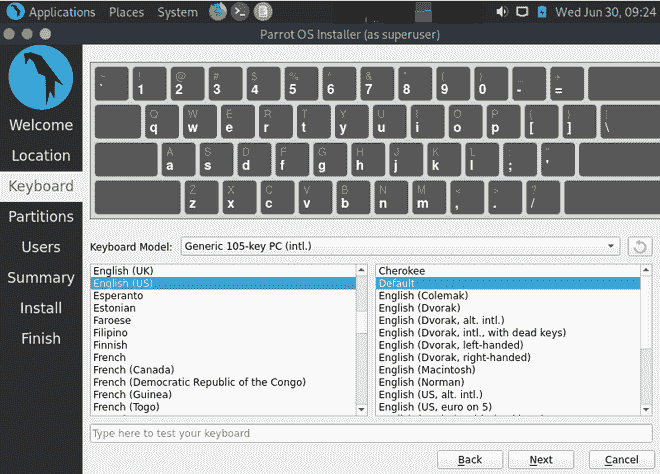 Applications Places System Wed Jun 30, 09:24
Parrot OS Installer (as superuser)
Welcome
Location
Keyboard
Partitions
Users
Summary
Install
Finish
~ ! @ # $ % ^ & * ( ) _ +
` 1 2 3 4 5 6 7 8 9 0 - =
Q W E R T Y U I O P { } |
q w e r t y u i o p [ ] \
A S D F G H J K L : "
a s d f g h j k l ; '
Z X C V B N M < > ?
z x c v b n m , . /
Keyboard Model: Generic 105-key PC (intl.)
English (UK)
English (US)
Esperanto
Estonian
Faroese
Filipino
Finnish
French
French (Canada)
French (Democratic Republic of the Congo)
French (Guinea)
French (Togo)
Cherokee
Default
English (Colemak)
English (Dvorak)
English (Dvorak, alt. intl.)
English (Dvorak, intl., with dead keys)
English (Dvorak, left-handed)
English (Dvorak, right-handed)
English (Macintosh)
English (Norman)
English (US, alt. intl.)
English (US, euro on 5)
Type here to test your keyboard
Back Next Cancel